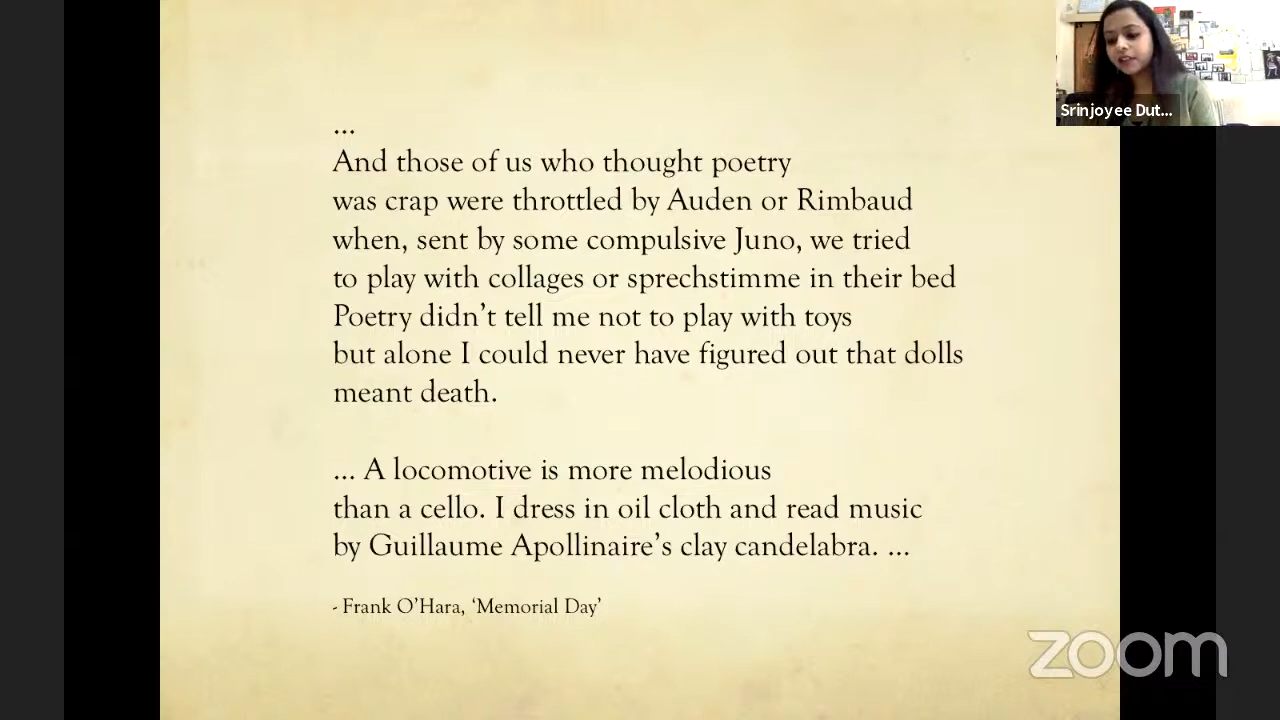 ...
And those of us who thought poetry
was crap were throttled by Auden or Rimbaud
when, sent by some compulsive Juno, we tried
to play with collages or sprechstimme in their bed
Poetry didn’t tell me not to play with toys
but alone I could never have figured out that dolls
meant death.
... A locomotive is more melodious
than a cello. I dress in oil cloth and read music
by Guillaume Apollinaire’s clay candelabra. ...
- Frank O’Hara, ‘Memorial Day’
Srinjoyee Dut...
zoom